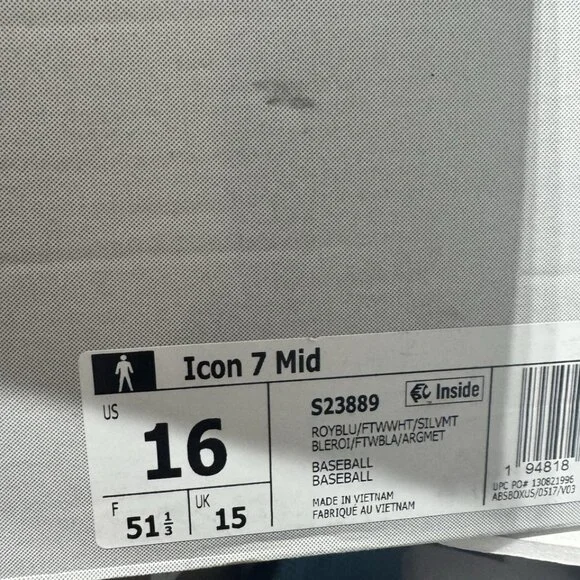 Icon 7 Mid
US
16
F
51 1/3
UK
15
S23889
Inside
ROYBLU/FTWWHT/SILVMT
BLEROI/FTWBLA/ARGMET
BASEBALL
BASEBALL
MADE IN VIETNAM
FABRIQUÉ AU VIETNAM
1 94818
UPC PO# 130821996
ABSBOXUS/0517/V03